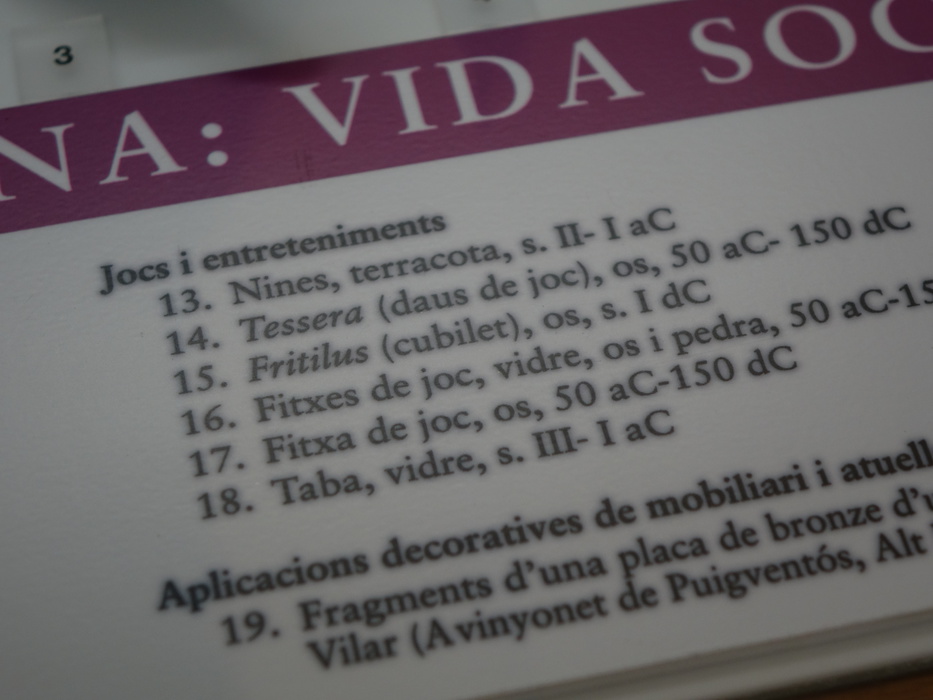 3
NA: VIDA SOC
Jocs i entreteniments
13. Nines, terracota, s. II- I aC
14. Tessera (daus de joc), os, 50 aC- 150 dC
15. Fritilus (cubilet), os, s. I dC
16. Fitxes de joc, vidre, os i pedra, 50 aC-15
17. Fitxa de joc, os, 50 aC-150 dC
18. Taba, vidre, s. III- I aC
Aplicacions decoratives de mobiliari i atuell
19. Fragments d'una placa de bronze d'u
Vilar (Avinyonet de Puigventós, Alt